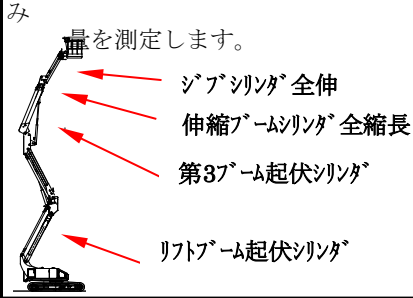 み
量を測定します。
ジブシリンダ全伸
伸縮ブームシリンダ全縮長
第3ブーム起伏シリンダ
リフトブーム起伏シリンダ